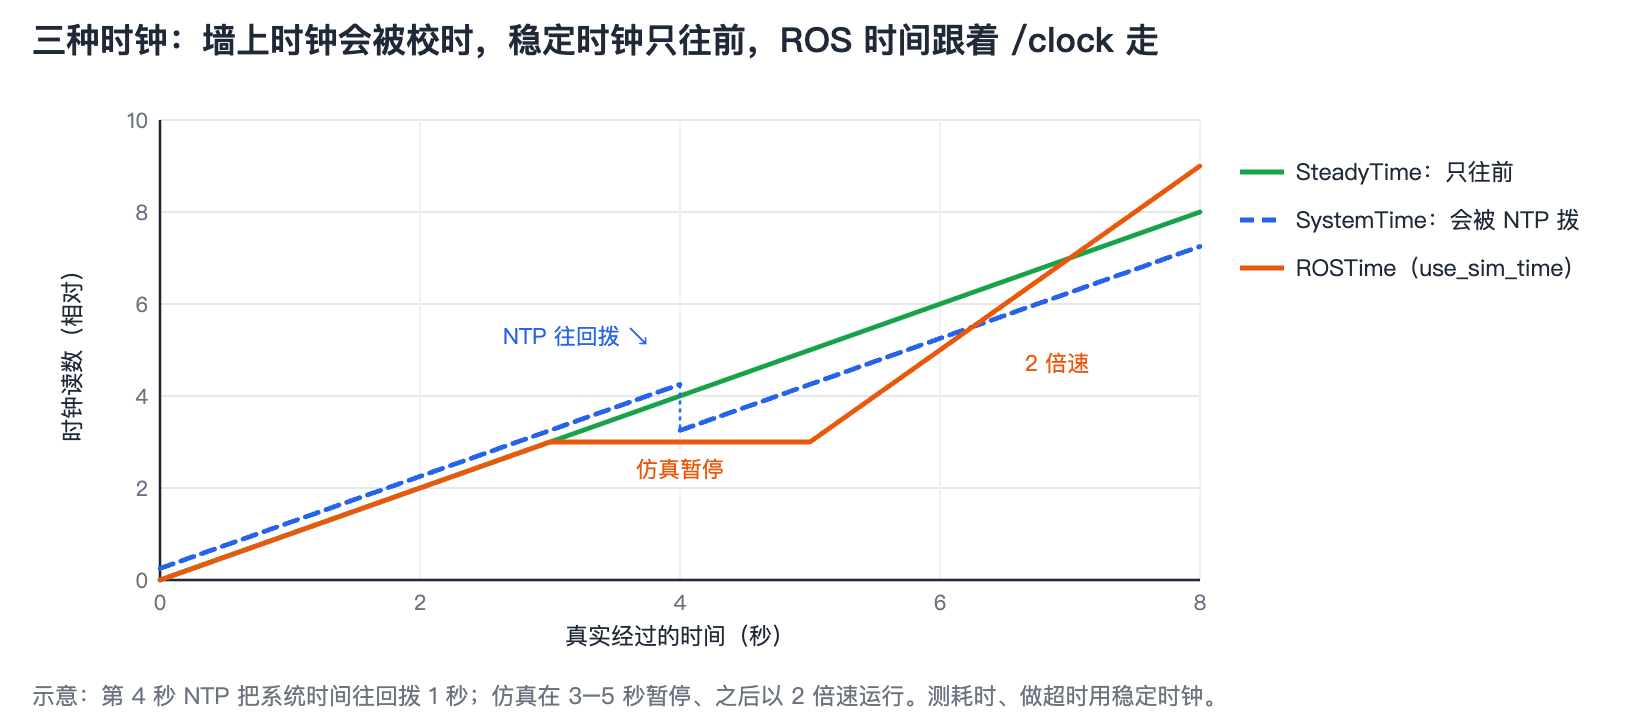 三种时钟：墙上时钟会被校时，稳定时钟只往前，ROS 时间跟着 /clock 走
时钟读数（相对）
10
8
6
4
2
0
NTP 往回拨 ↘
仿真暂停
2 倍速
0
2
4
6
8
真实经过的时间（秒）
SteadyTime：只往前
SystemTime：会被 NTP 拨
ROSTime（use_sim_time）
示意：第 4 秒 NTP 把系统时间往回拨 1 秒；仿真在 3–5 秒暂停、之后以 2 倍速运行。测耗时、做超时用稳定时钟。